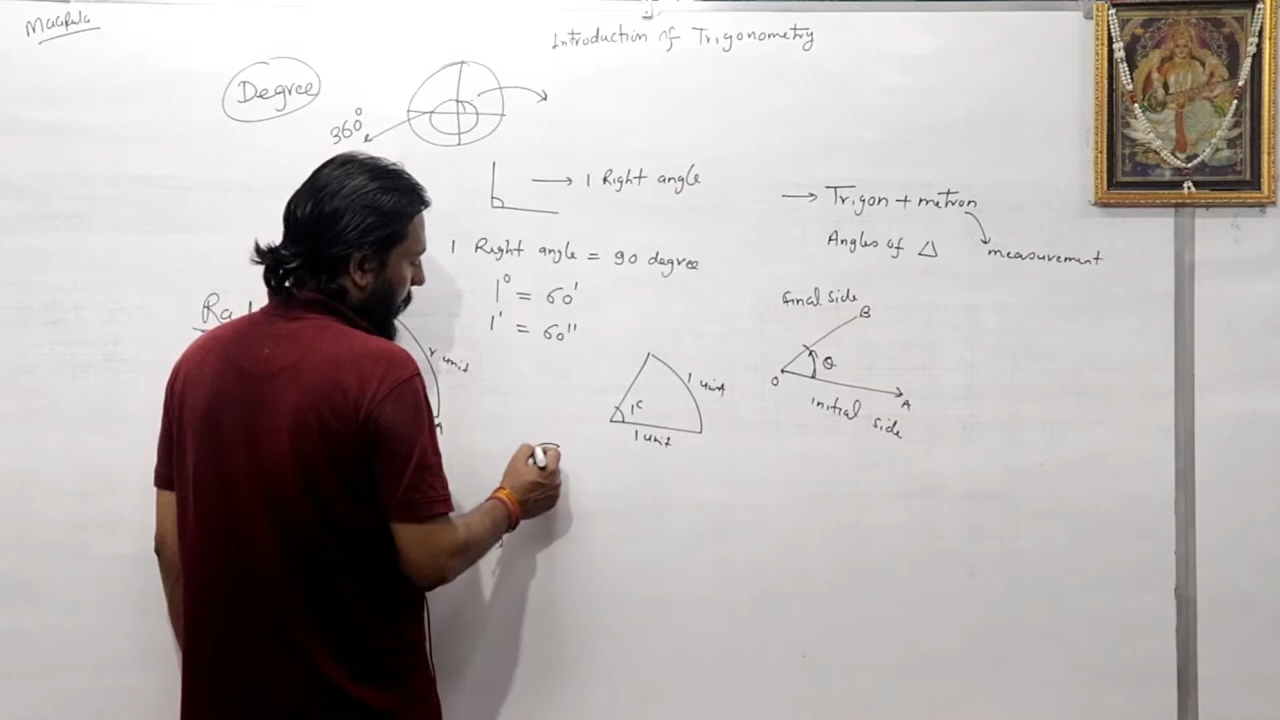 Introduction of Trigonometry
Degree
360°
1 Right angle
Trigon + metron
Angles of Δ
measurement
1 Right angle = 90 degree
1° = 60'
1' = 60"
r unit
1 unit
1ᶜ
1 unit
Final side
B
θ
O
A
initial side